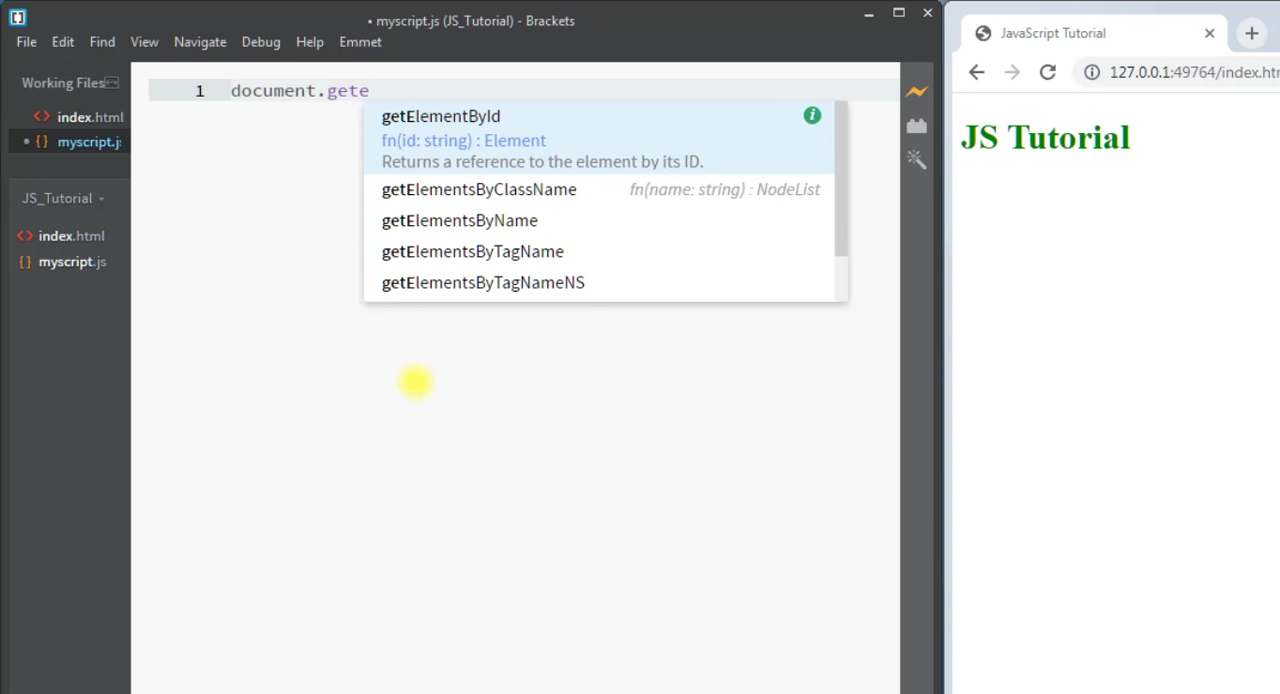 • myscript.js (JS_Tutorial) - Brackets
File Edit Find View Navigate Debug Help Emmet
Working Files
index.html
myscript.js
JS_Tutorial
index.html
myscript.js
1 document.gete
getElementById
fn(id: string) : Element
Returns a reference to the element by its ID.
getElementsByClassName fn(name: string) : NodeList
getElementsByName
getElementsByTagName
getElementsByTagNameNS
JavaScript Tutorial
127.0.0.1:49764/index.htm
JS Tutorial